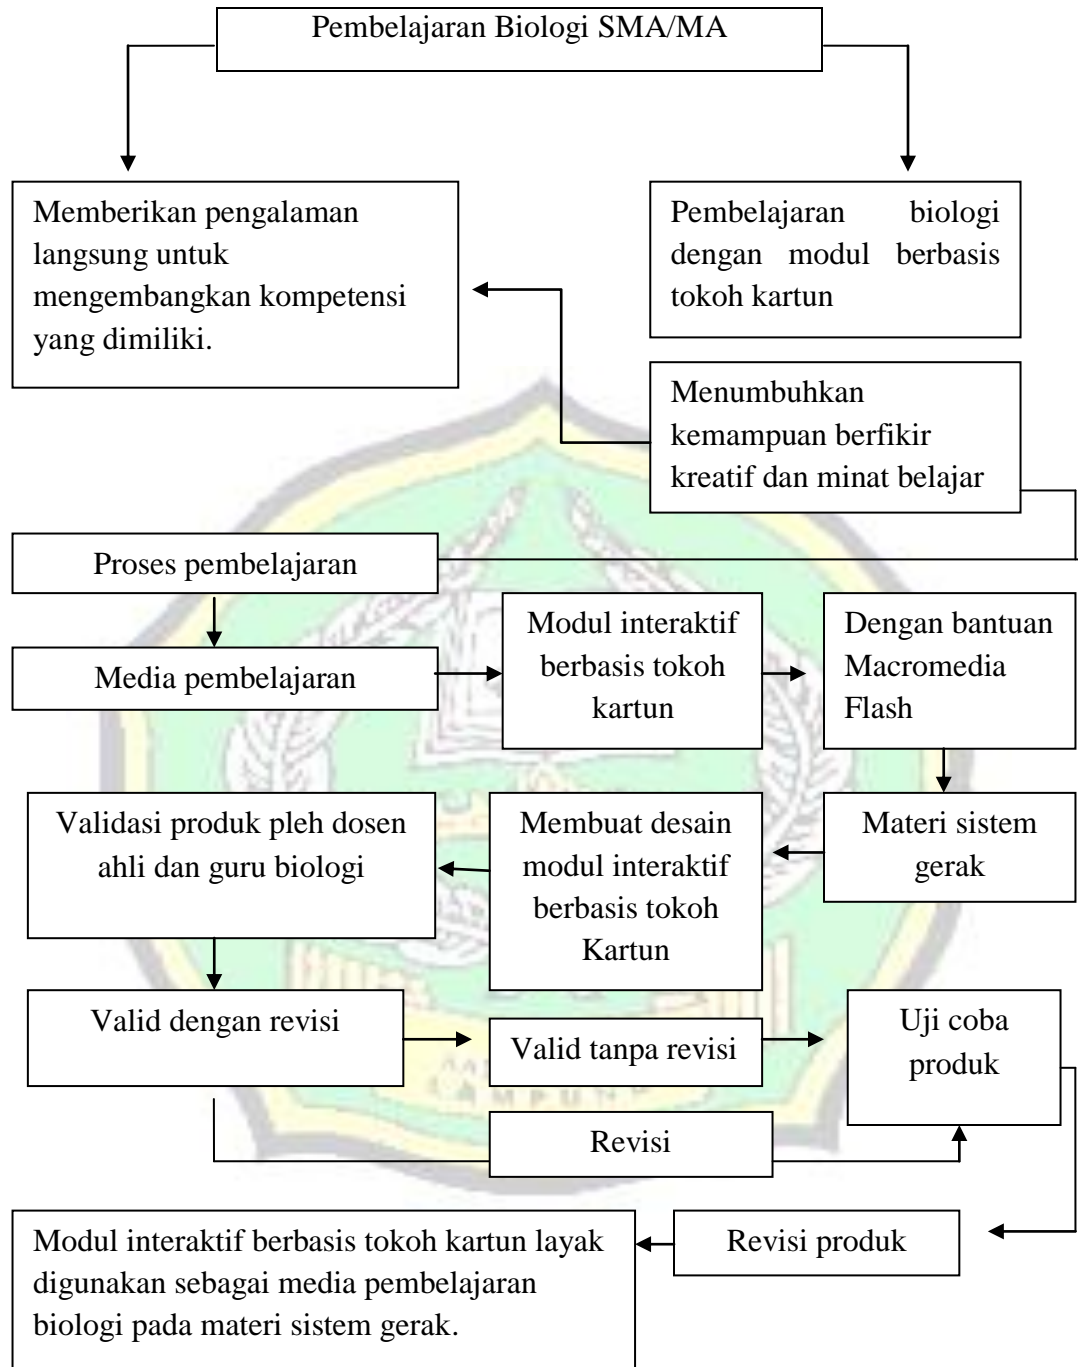 Pembelajaran Biologi SMA/MA
Memberikan pengalaman
langsung untuk
mengembangkan kompetensi
yang dimiliki.
Pembelajaran biologi
dengan modul berbasis
tokoh kartun
Menumbuhkan
kemampuan berfikir
kreatif dan minat belajar
Proses pembelajaran
Media pembelajaran
Modul interaktif
berbasis tokoh
kartun
Dengan bantuan
Macromedia
Flash
Materi sistem
gerak
Membuat desain
modul interaktif
berbasis tokoh
Kartun
Validasi produk pleh dosen
ahli dan guru biologi
Valid dengan revisi
Valid tanpa revisi
Uji coba
produk
Revisi
Revisi produk
Modul interaktif berbasis tokoh kartun layak
digunakan sebagai media pembelajaran
biologi pada materi sistem gerak.
LAMPUNG